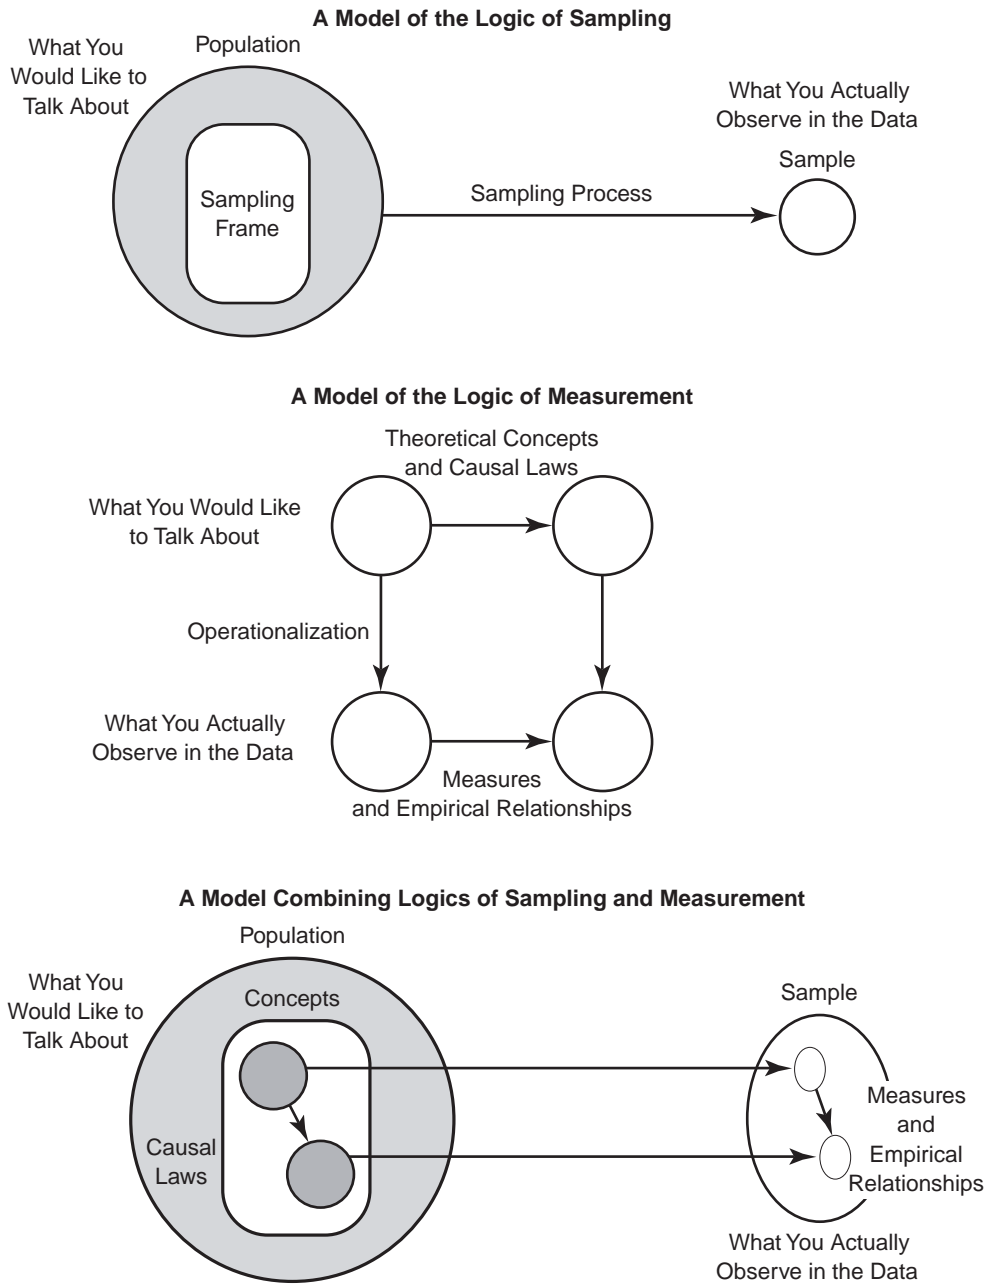 A Model of the Logic of Sampling
What You
Would Like to
Talk About
Population
Sampling
Frame
Sampling Process
What You Actually
Observe in the Data
Sample
A Model of the Logic of Measurement
Theoretical Concepts
and Causal Laws
What You Would Like
to Talk About
Operationalization
What You Actually
Observe in the Data
Measures
and Empirical Relationships
A Model Combining Logics of Sampling and Measurement
Population
What You
Would Like to
Talk About
Concepts
Causal
Laws
Sample
Measures
and
Empirical
Relationships
What You Actually
Observe in the Data